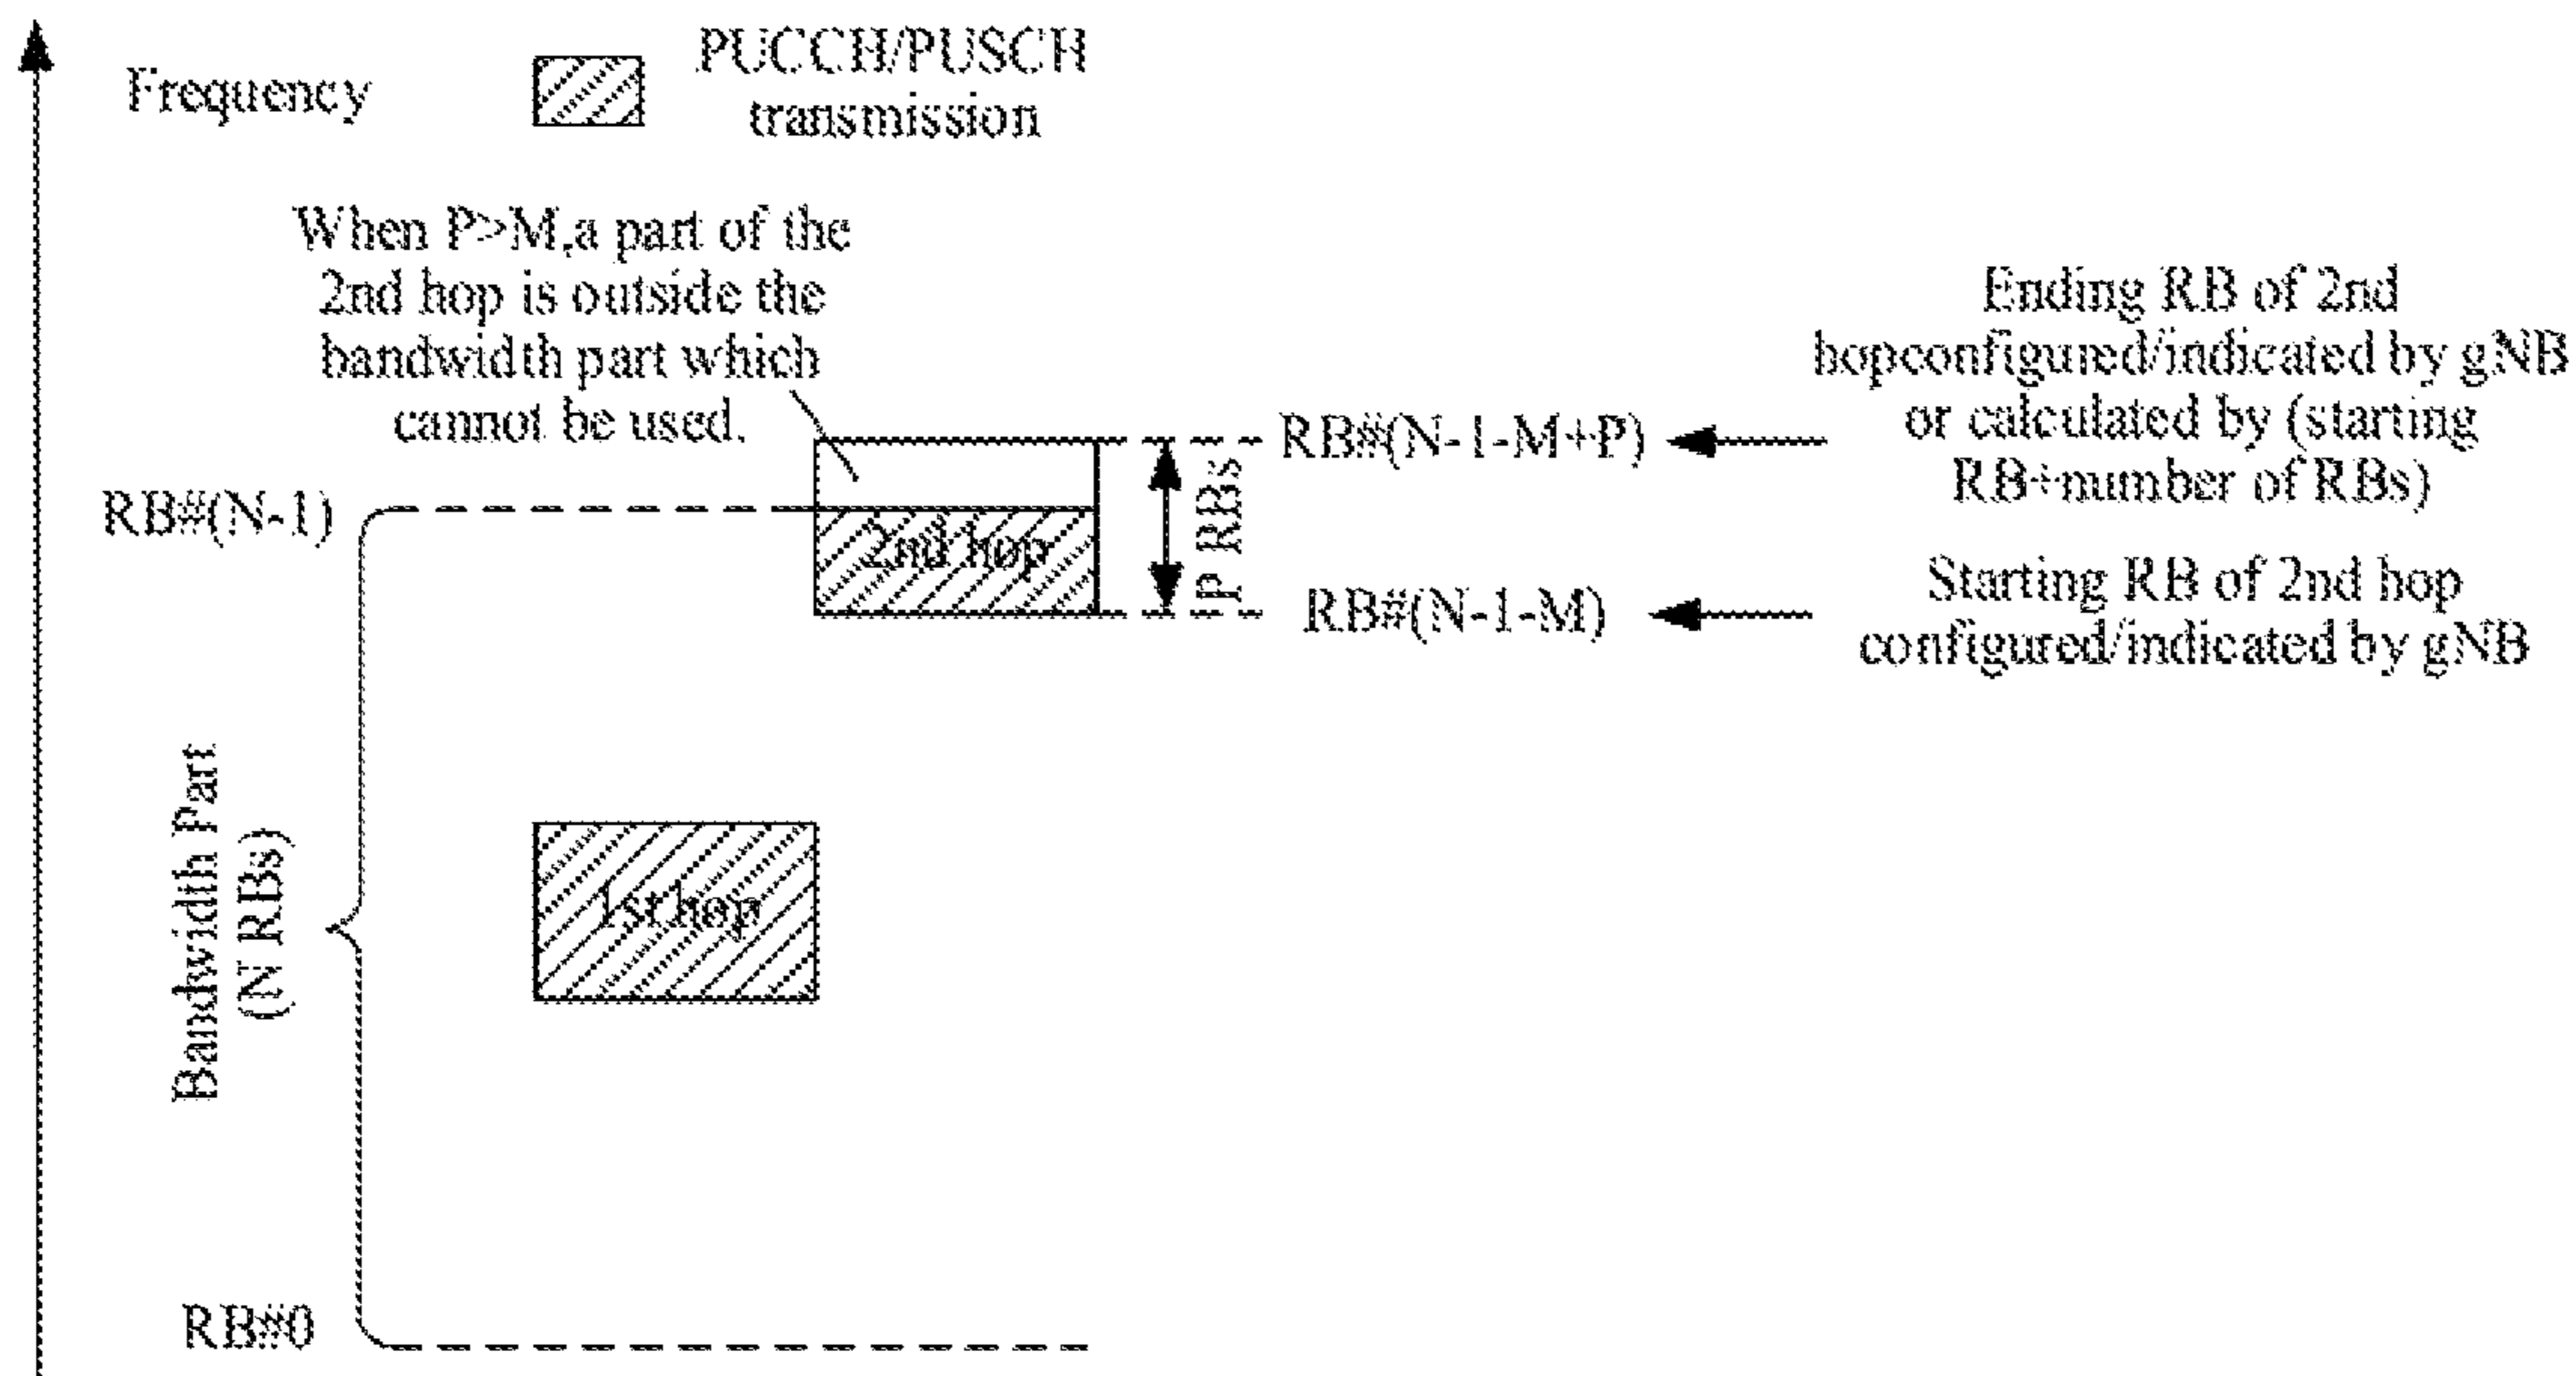 Frequency
PUCCH/PUSCH
transmission
When P>M,a part of the
2nd hop is outside the
bandwidth part which
cannot be used.
Ending RB of 2nd
hopconfigured/indicated by gNB
or calculated by (starting
RB+number of RBs)
RB#(N-1-M+P)
RB#(N-1)
2nd hop
P RBs
RB#(N-1-M)
Starting RB of 2nd hop
configured/indicated by gNB
Bandwidth Part
(N RBs)
1st hop
RB#0